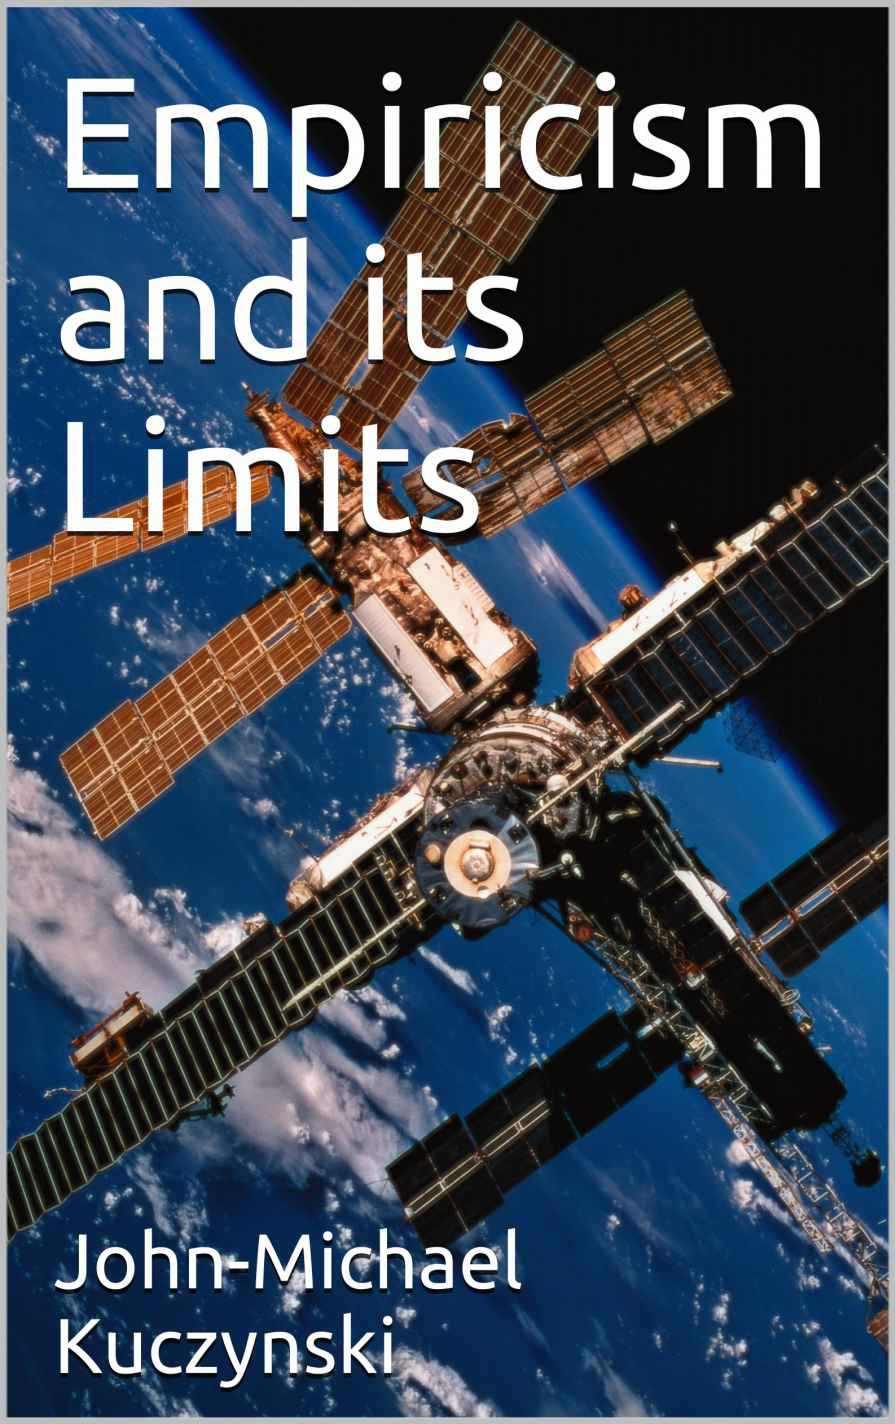 Empiricism
and its
Limits
John-Michael
Kuczynski